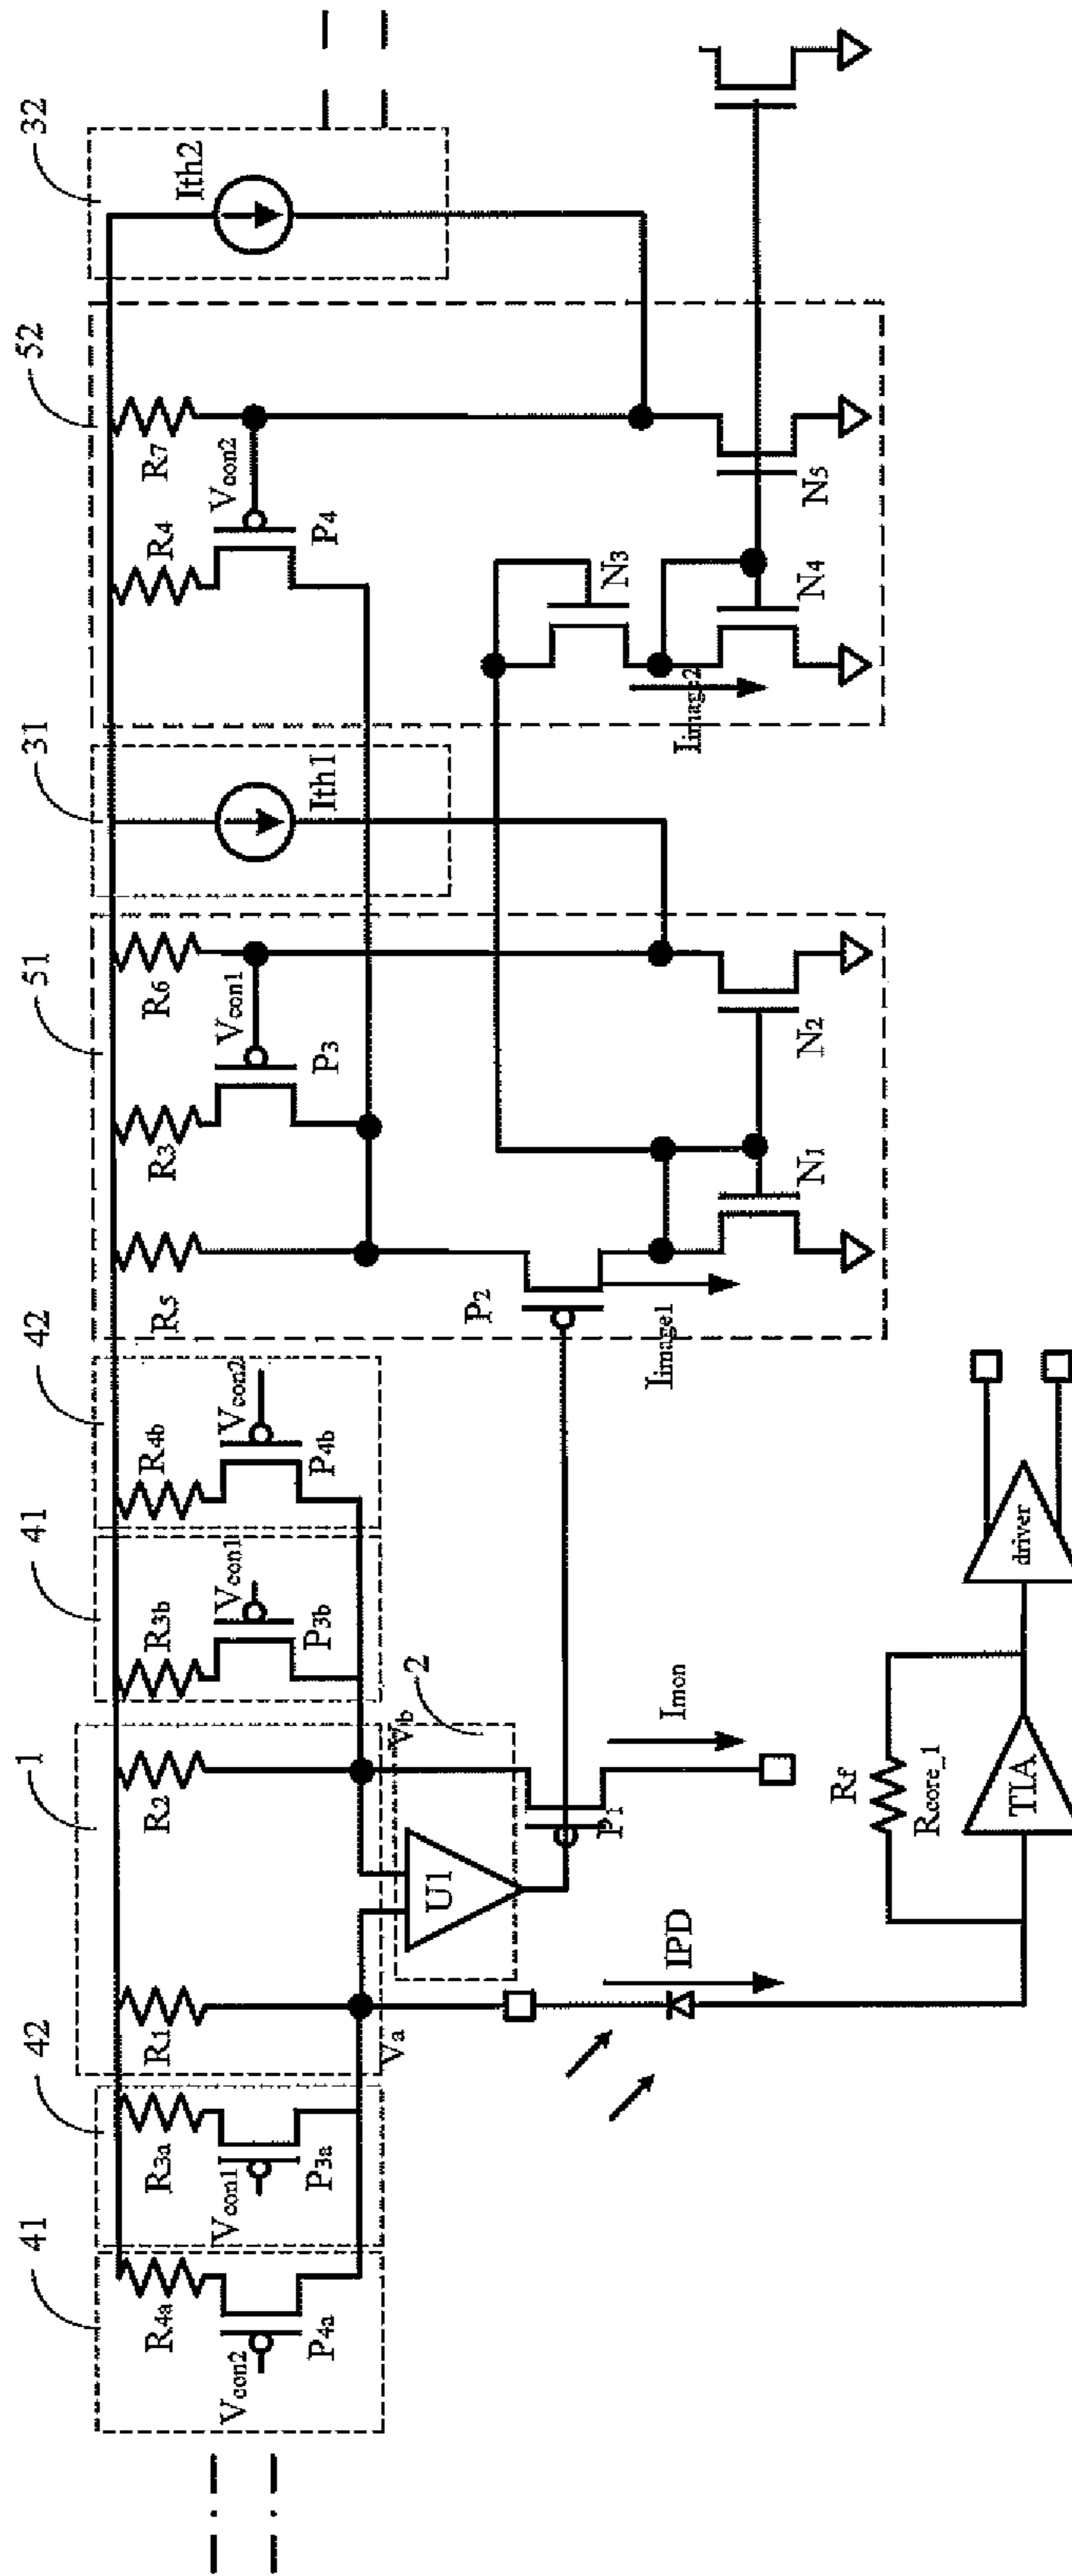 41
42
1
41
42
51
31
52
32
R4a
R3a
R1
R2
R3b
R4b
R5
R3
R6
R4
R7
Ith1
Ith2
Vcon2
P4a
Vcon1
P3a
Vcon1
P3b
Vcon2
P4b
Vcon1
P3
Vcon2
P4
Va
Vb
2
U1
P1
Imon
P2
Iimage1
N1
N2
N3
Iimage2
N4
N5
IPD
Rf
Rcore_1
TIA
driver